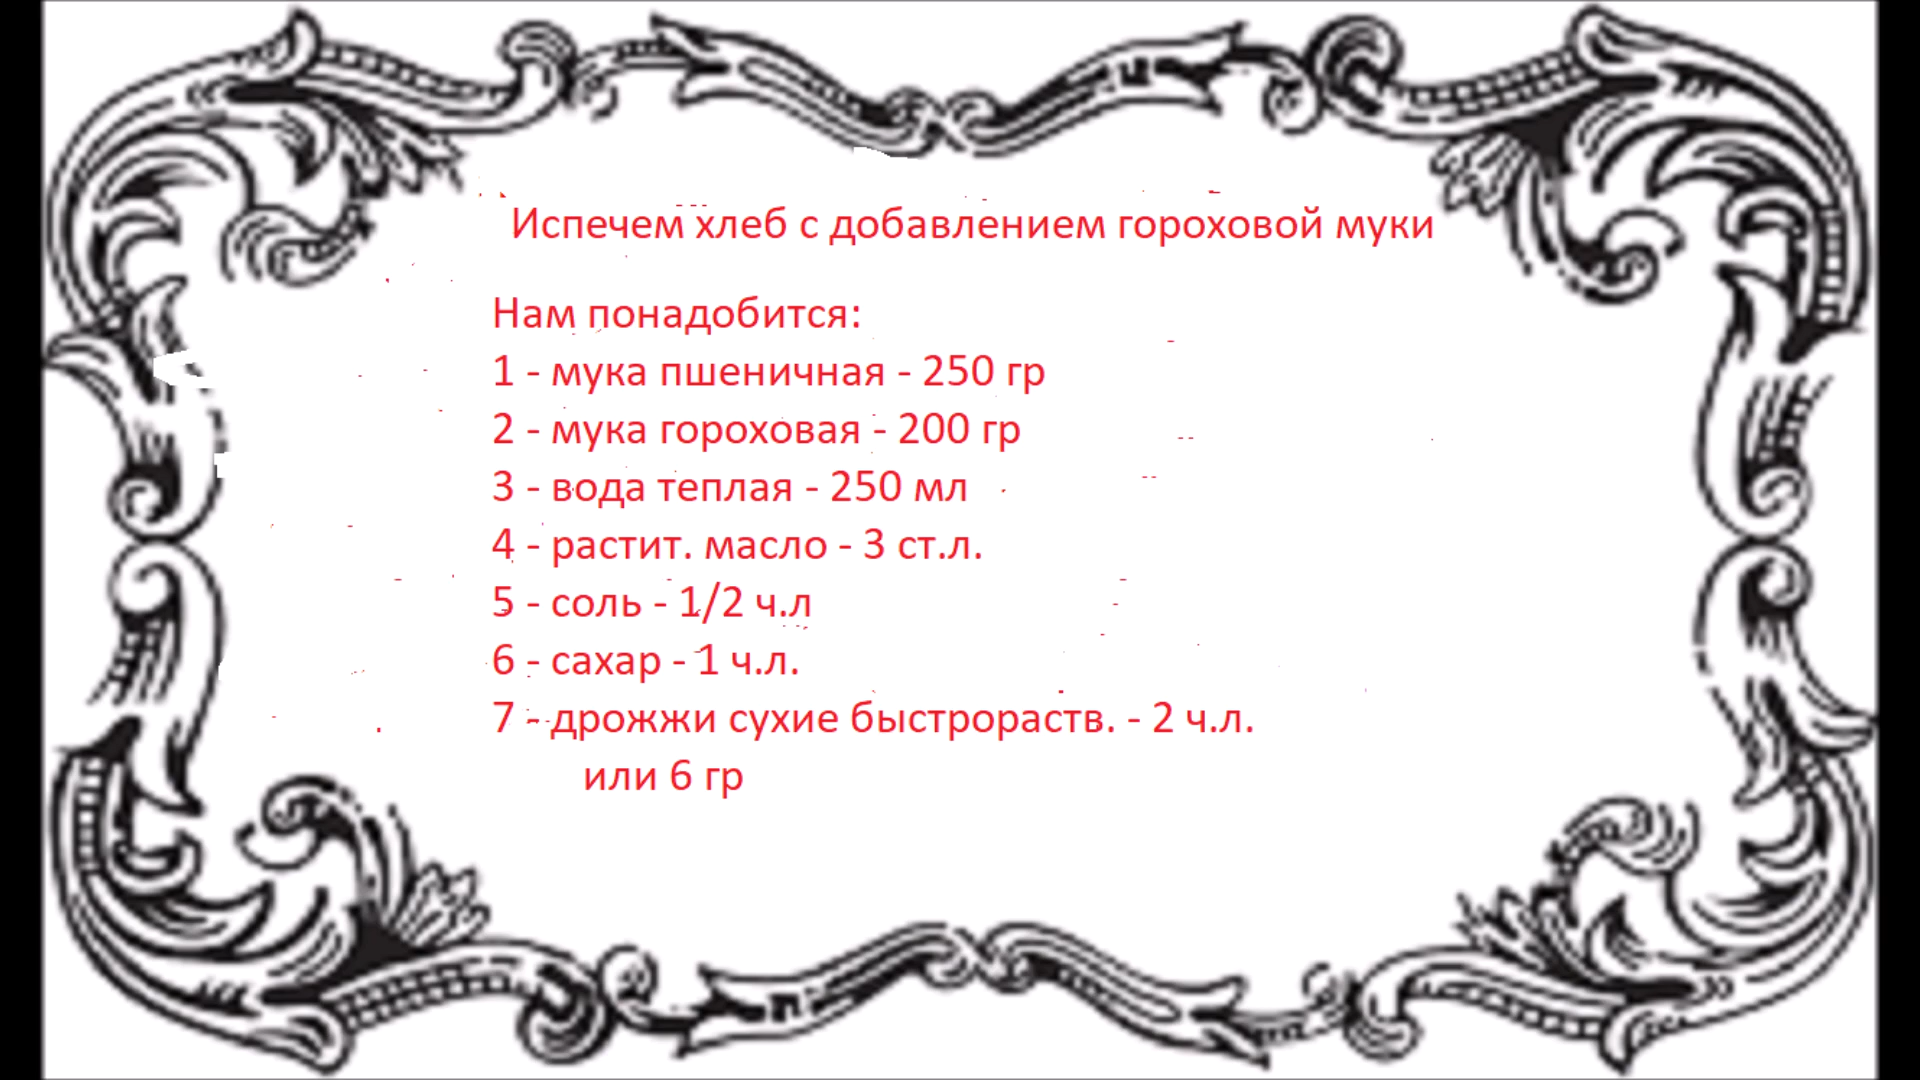 Испечем хлеб с добавлением гороховой муки
Нам понадобится:
1 - мука пшеничная - 250 гр
2 - мука гороховая - 200 гр
3 - вода теплая - 250 мл
4 - растит. масло - 3 ст.л.
5 - соль - 1/2 ч.л
6 - сахар - 1 ч.л.
7 - дрожжи сухие быстрораств. - 2 ч.л.
или 6 гр